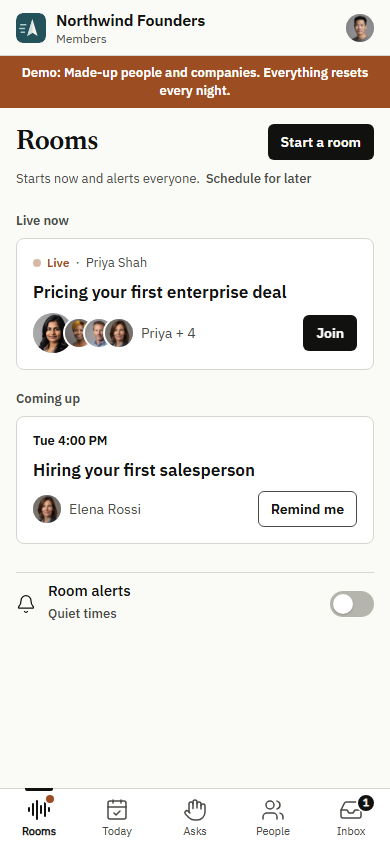 Northwind Founders
Members
Demo: Made-up people and companies. Everything resets
every night.
Rooms
Start a room
Starts now and alerts everyone. Schedule for later
Live now
Live · Priya Shah
Pricing your first enterprise deal
Priya + 4
Join
Coming up
Tue 4:00 PM
Hiring your first salesperson
Elena Rossi
Remind me
Room alerts
Quiet times
1
Rooms
Today
Asks
People
Inbox